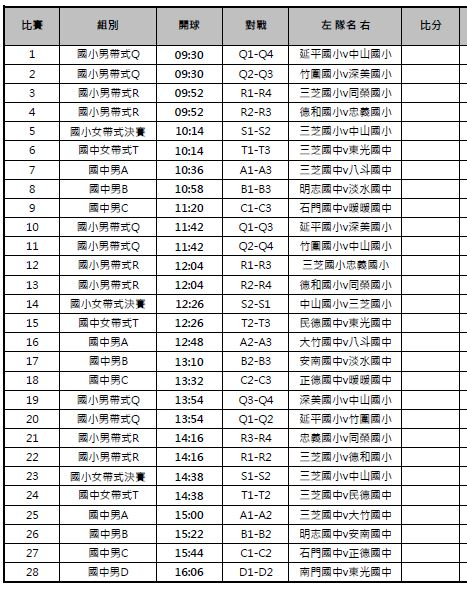 比賽 組別 開球 對戰 左 隊名 右 比分
1 國小男帶式Q 09:30 Q1-Q4 延平國小v中山國小
2 國小男帶式Q 09:30 Q2-Q3 竹圍國小v深美國小
3 國小男帶式R 09:52 R1-R4 三芝國小v同榮國小
4 國小男帶式R 09:52 R2-R3 德和國小v忠義國小
5 國小女帶式決賽 10:14 S1-S2 三芝國小v中山國小
6 國中女帶式T 10:14 T1-T3 三芝國中v東光國中
7 國中男A 10:36 A1-A3 三芝國中v八斗國中
8 國中男B 10:58 B1-B3 明志國中v淡水國中
9 國中男C 11:20 C1-C3 石門國中v暖暖國中
10 國小男帶式Q 11:42 Q1-Q3 延平國小v深美國小
11 國小男帶式Q 11:42 Q2-Q4 竹圍國小v中山國小
12 國小男帶式R 12:04 R1-R3 三芝國小忠義國小
13 國小男帶式R 12:04 R2-R4 德和國小v同榮國小
14 國小女帶式決賽 12:26 S2-S1 中山國小v三芝國小
15 國中女帶式T 12:26 T2-T3 民德國中v東光國中
16 國中男A 12:48 A2-A3 大竹國中v八斗國中
17 國中男B 13:10 B2-B3 安南國中v淡水國中
18 國中男C 13:32 C2-C3 正德國中v暖暖國中
19 國小男帶式Q 13:54 Q3-Q4 深美國小v中山國小
20 國小男帶式Q 13:54 Q1-Q2 延平國小v竹圍國小
21 國小男帶式R 14:16 R3-R4 忠義國小v同榮國小
22 國小男帶式R 14:16 R1-R2 三芝國小v德和國小
23 國小女帶式決賽 14:38 S1-S2 三芝國小v中山國小
24 國中女帶式T 14:38 T1-T2 三芝國中v民德國中
25 國中男A 15:00 A1-A2 三芝國中v大竹國中
26 國中男B 15:22 B1-B2 明志國中v安南國中
27 國中男C 15:44 C1-C2 石門國中v正德國中
28 國中男D 16:06 D1-D2 南門國中v東光國中